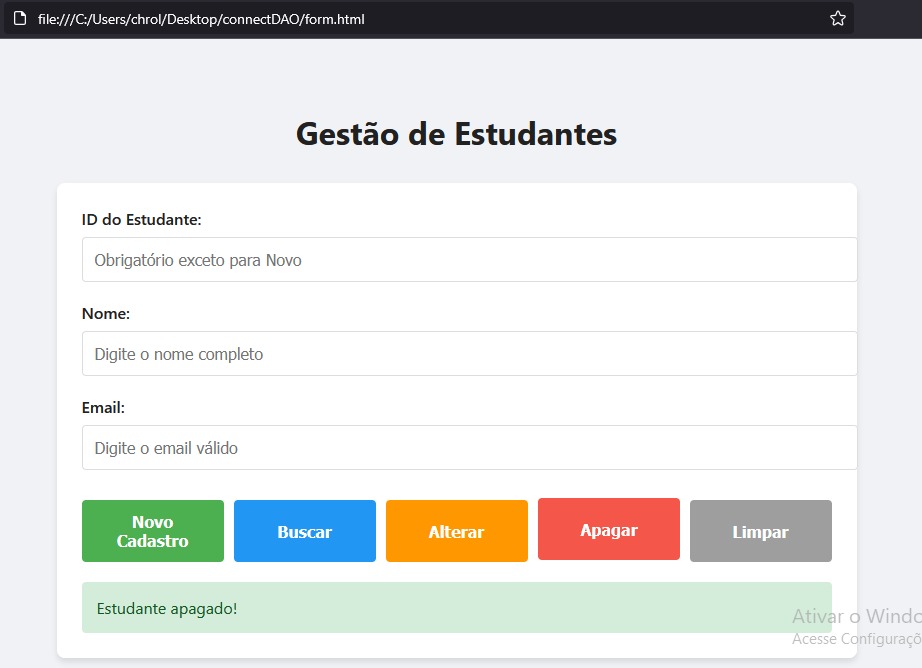 file:///C:/Users/chrol/Desktop/connectDAO/form.html
Gestão de Estudantes
ID do Estudante:
Obrigatório exceto para Novo
Nome:
Digite o nome completo
Email:
Digite o email válido
Novo
Cadastro
Buscar
Alterar
Apagar
Limpar
Estudante apagado!
Ativar o Windo
Acesse Configuraçõ